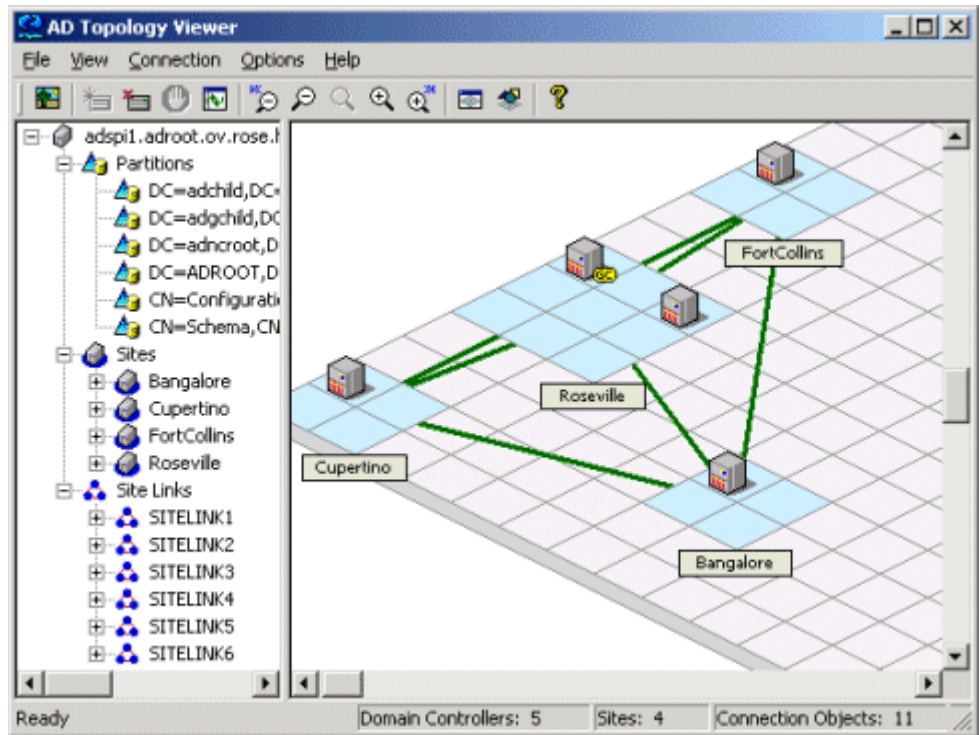 AD Topology Viewer
File View Connection Options Help
adspi1.adroot.ov.rose.h
Partitions
DC=adchild,DC=
DC=adgchild,DC
DC=adncroot,D
DC=ADROOT,D
CN=Configurati
CN=Schema,CN
Sites
Bangalore
Cupertino
FortCollins
Roseville
Site Links
SITELINK1
SITELINK2
SITELINK3
SITELINK4
SITELINK5
SITELINK6
FortCollins
GC
Roseville
Cupertino
Bangalore
Ready Domain Controllers: 5 Sites: 4 Connection Objects: 11